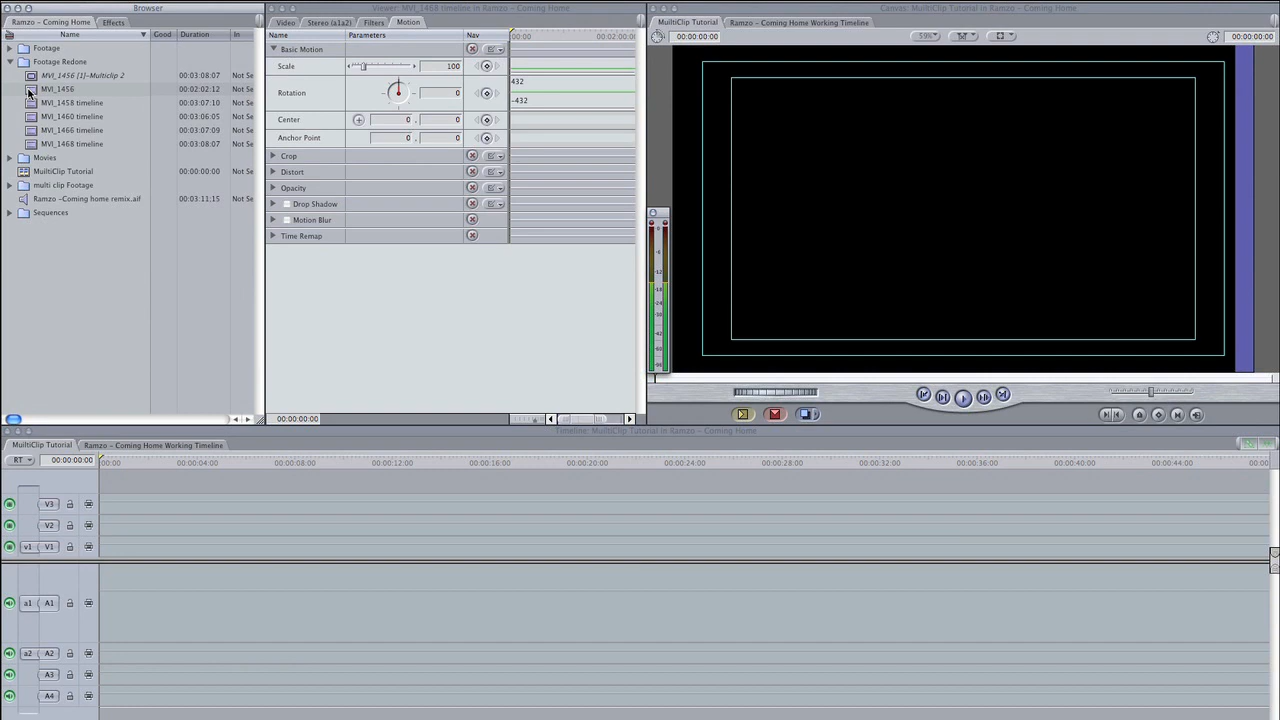 Browser
Ramzo – Coming Home
Effects
Name
Good
Duration
In
Footage
Footage Redone
MVI_1456 [1]-Multiclip 2
00:03:08:07
Not Se
MVI_1456
00:02:02:12
Not Se
MVI_1458 timeline
00:03:07:10
Not Se
MVI_1460 timeline
00:03:06:05
Not Se
MVI_1466 timeline
00:03:07:09
Not Se
MVI_1468 timeline
00:03:08:07
Not Se
Movies
MuiltiClip Tutorial
00:00:00:00
Not Se
multi clip Footage
Ramzo -Coming home remix.aif
00:03:11:15
Not Se
Sequences
Viewer: MVI_1468 timeline in Ramzo – Coming Home
Video
Stereo (a1a2)
Filters
Motion
Name
Parameters
Nav
00:00
00:02:00:00
Basic Motion
Scale
100
Rotation
0
432
-432
Center
0 , 0
Anchor Point
0 , 0
Crop
Distort
Opacity
Drop Shadow
Motion Blur
Time Remap
00:00:00:00
Canvas: MuiltiClip Tutorial in Ramzo – Coming Home
MuiltiClip Tutorial
Ramzo – Coming Home Working Timeline
00:00:00:00
59%
00:00:00:00
Timeline: MuiltiClip Tutorial in Ramzo – Coming Home
MuiltiClip Tutorial
Ramzo – Coming Home Working Timeline
RT
00:00:00:00
00:00
00:00:04:00
00:00:08:00
00:00:12:00
00:00:16:00
00:00:20:00
00:00:24:00
00:00:28:00
00:00:32:00
00:00:36:00
00:00:40:00
00:00:44:00
00:00
V3
V2
v1 V1
a1 A1
a2 A2
A3
A4